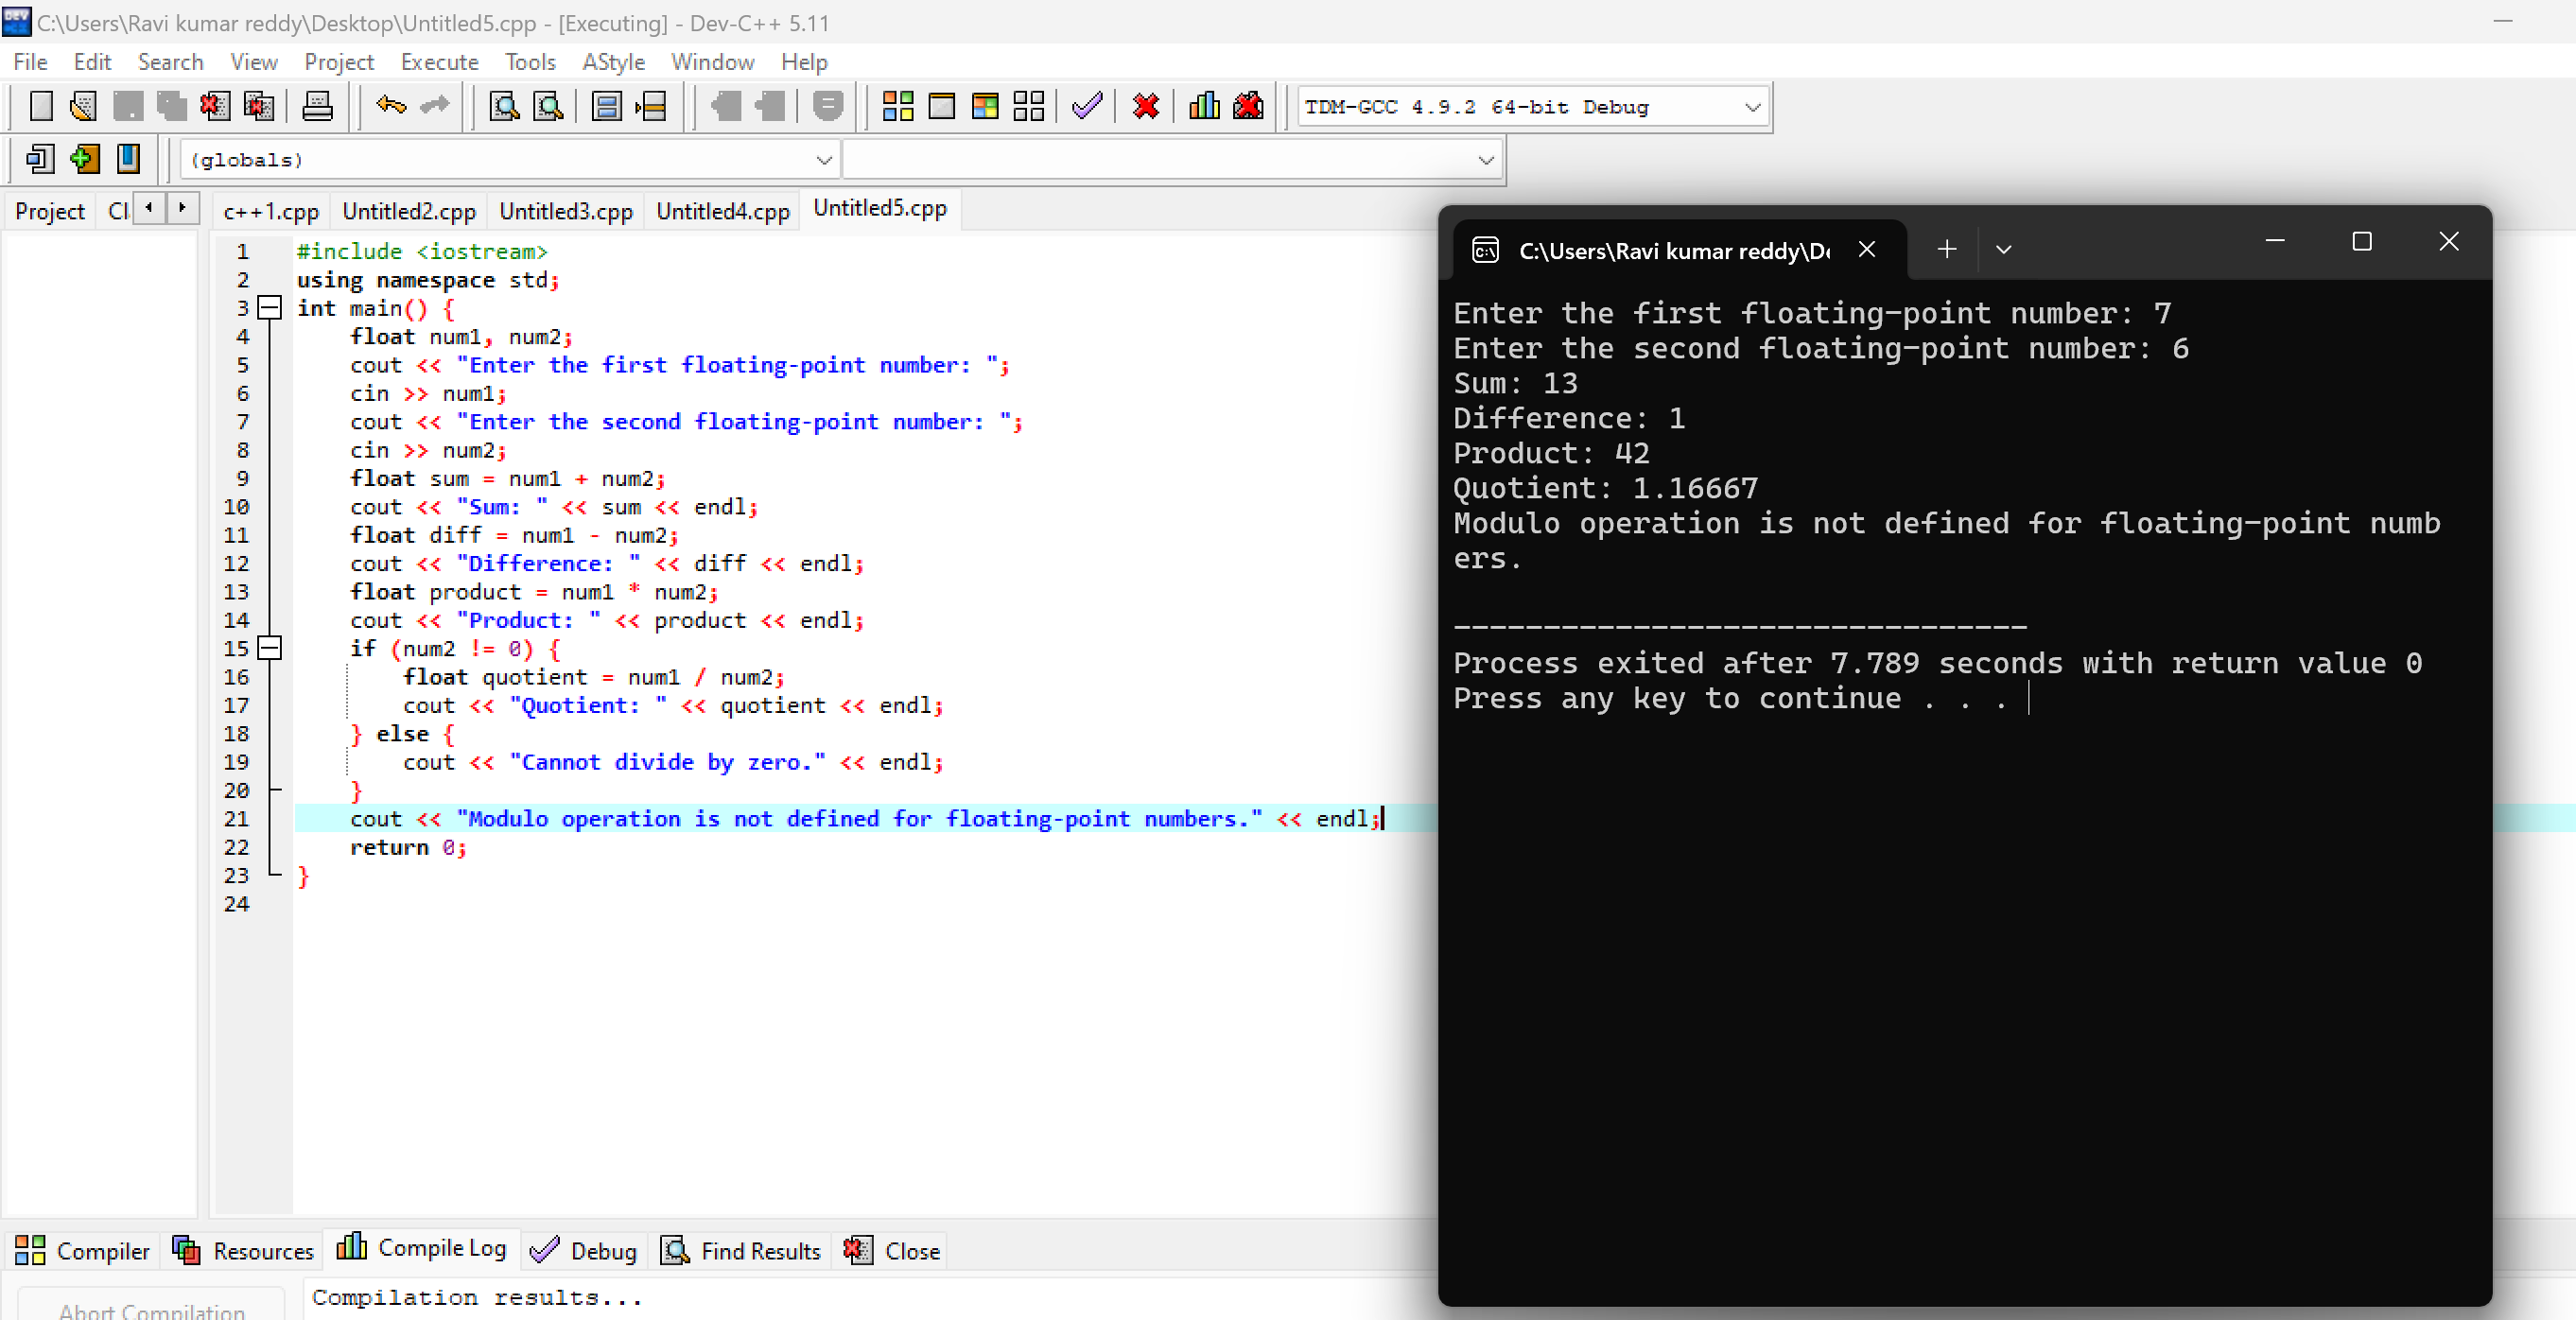 C:\Users\Ravi kumar reddy\Desktop\Untitled5.cpp - [Executing] - Dev-C++ 5.11
File Edit Search View Project Execute Tools AStyle Window Help
TDM-GCC 4.9.2 64-bit Debug
(globals)
Project Cl c++1.cpp Untitled2.cpp Untitled3.cpp Untitled4.cpp Untitled5.cpp
1 #include <iostream>
2 using namespace std;
3 int main() {
4 float num1, num2;
5 cout << "Enter the first floating-point number: ";
6 cin >> num1;
7 cout << "Enter the second floating-point number: ";
8 cin >> num2;
9 float sum = num1 + num2;
10 cout << "Sum: " << sum << endl;
11 float diff = num1 - num2;
12 cout << "Difference: " << diff << endl;
13 float product = num1 * num2;
14 cout << "Product: " << product << endl;
15 if (num2 != 0) {
16 float quotient = num1 / num2;
17 cout << "Quotient: " << quotient << endl;
18 } else {
19 cout << "Cannot divide by zero." << endl;
20 }
21 cout << "Modulo operation is not defined for floating-point numbers." << endl;
22 return 0;
23 }
24
C:\Users\Ravi kumar reddy\De
Enter the first floating-point number: 7
Enter the second floating-point number: 6
Sum: 13
Difference: 1
Product: 42
Quotient: 1.16667
Modulo operation is not defined for floating-point numb
ers.
--------------------------------
Process exited after 7.789 seconds with return value 0
Press any key to continue . . .
Compiler Resources Compile Log Debug Find Results Close
Abort Compilation
Compilation results...